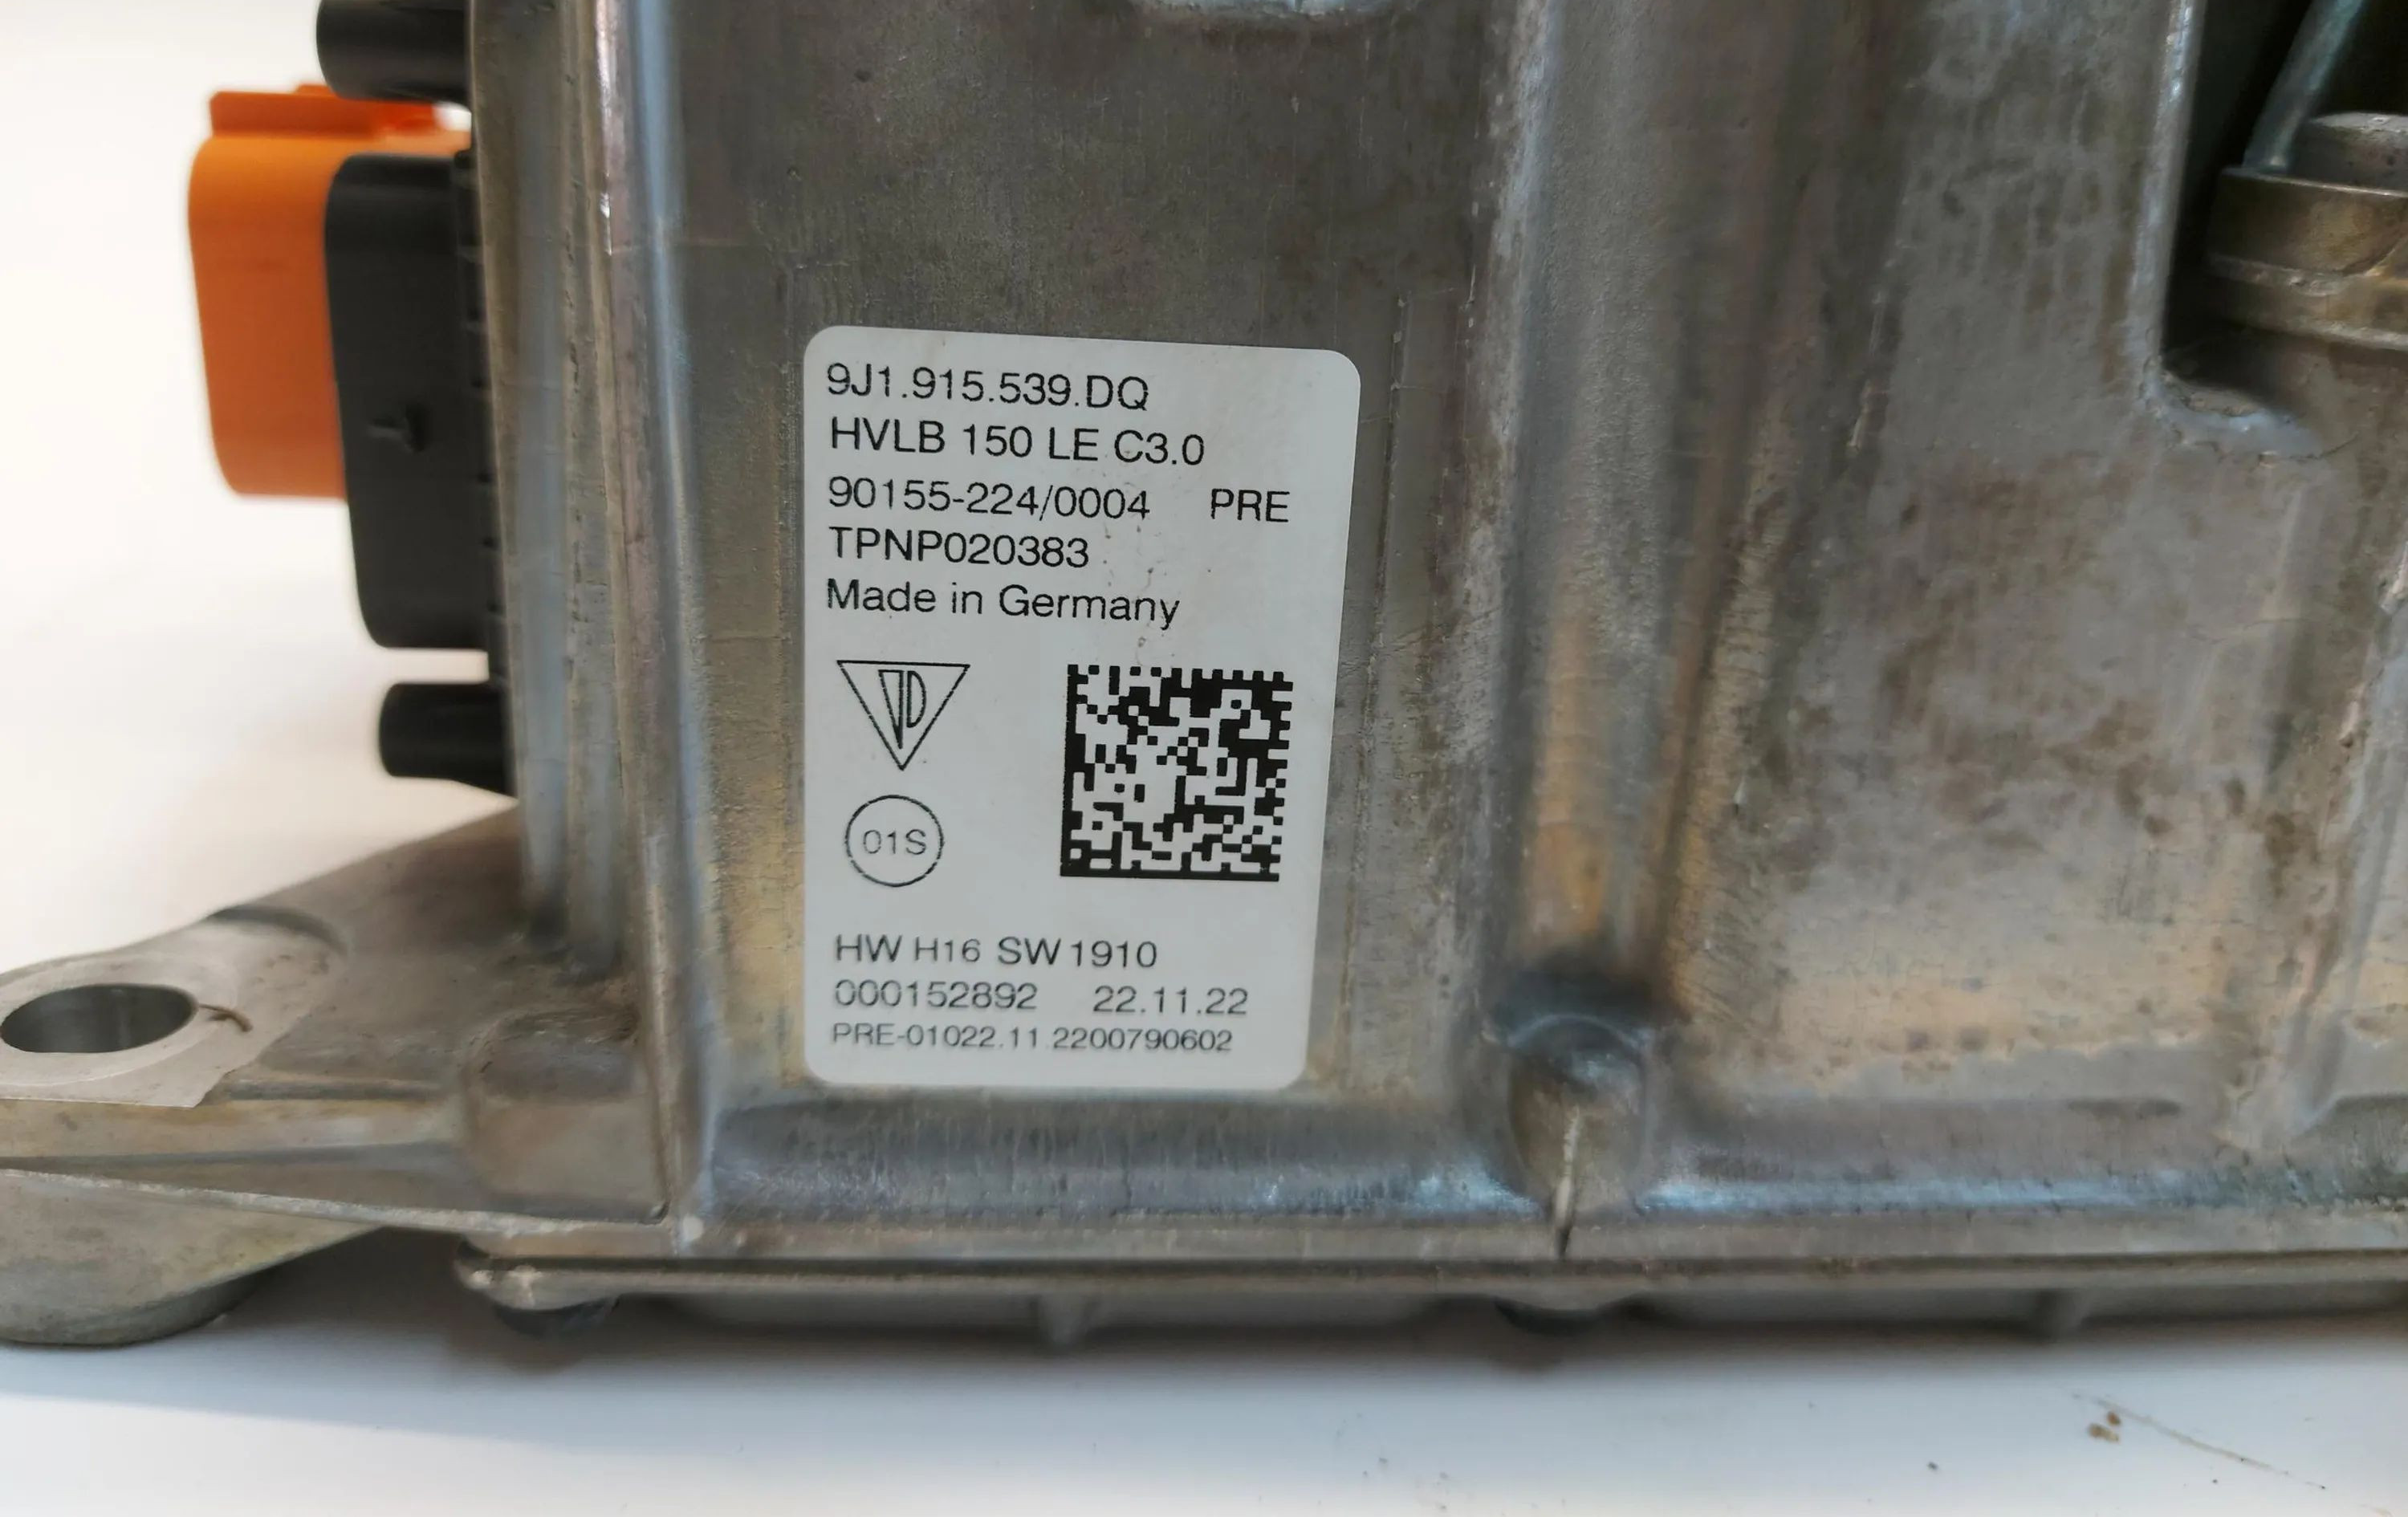 9J1.915.539.DQ
HVLB 150 LE C3.0
90155-224/0004 PRE
TPNP020383
Made in Germany
01S
HW H16 SW 1910
000152892 22.11.22
PRE-01022.11.2200790602